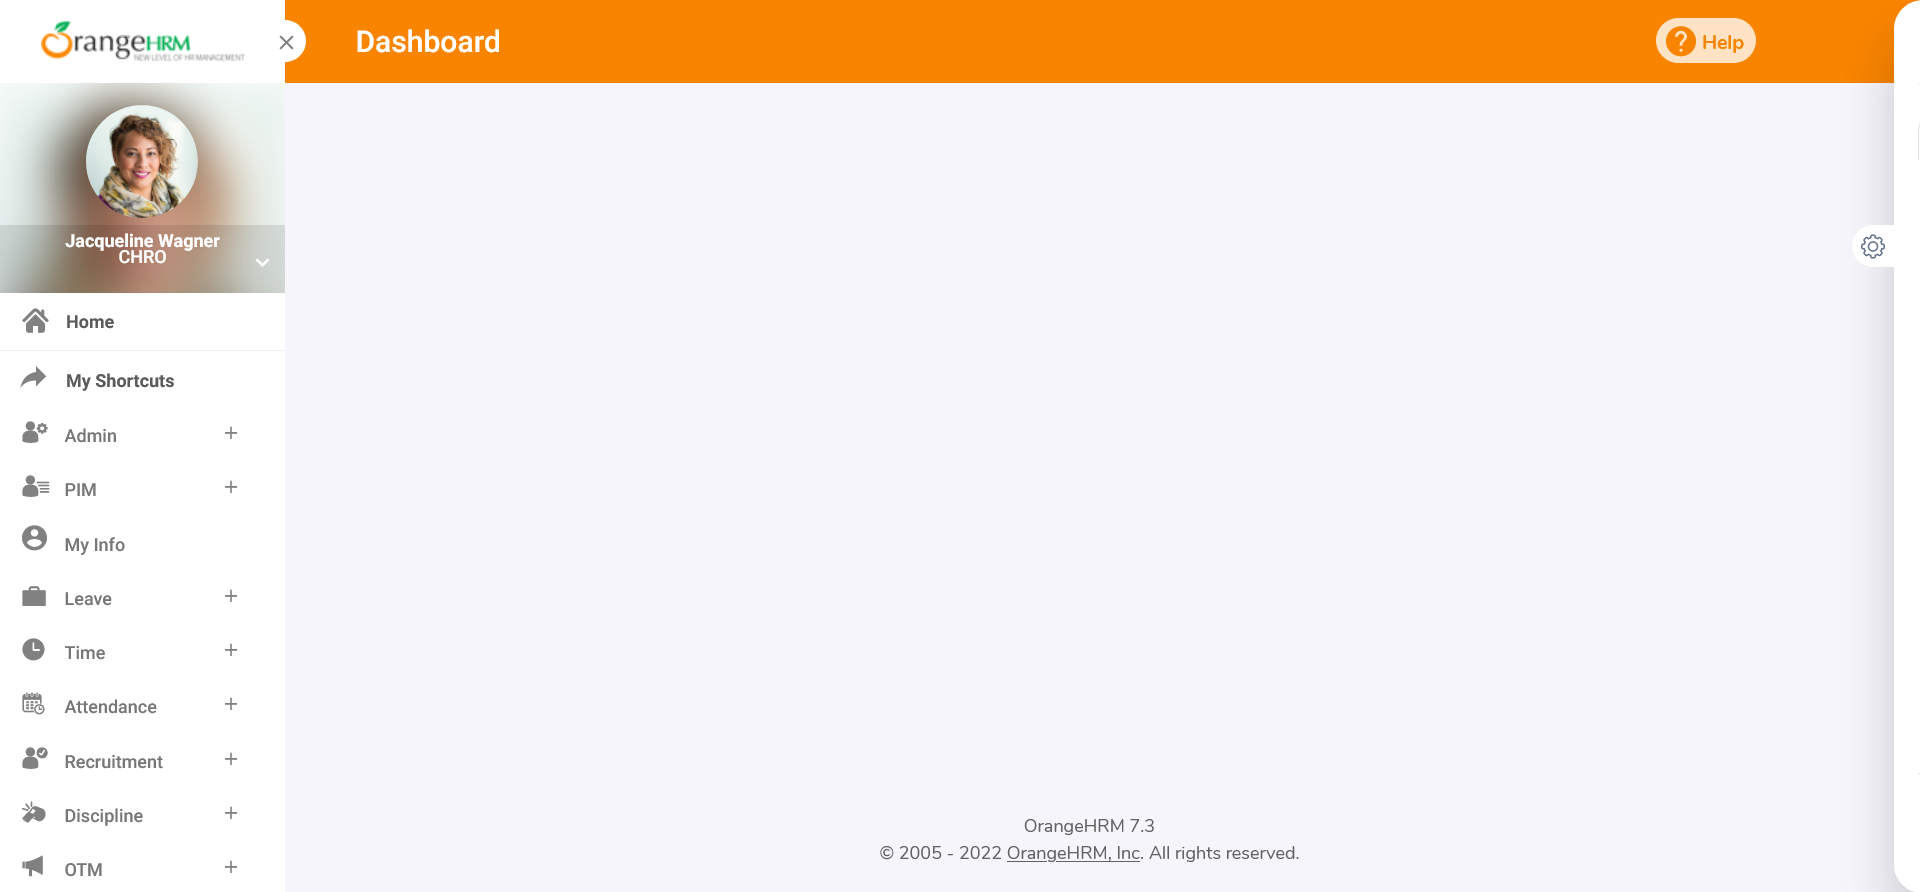 OrangeHRM
NEW LEVEL OF HR MANAGEMENT
Dashboard
Help
Jacqueline Wagner
CHRO
Home
My Shortcuts
Admin
PIM
My Info
Leave
Time
Attendance
Recruitment
Discipline
OTM
OrangeHRM 7.3
© 2005 - 2022 OrangeHRM, Inc. All rights reserved.